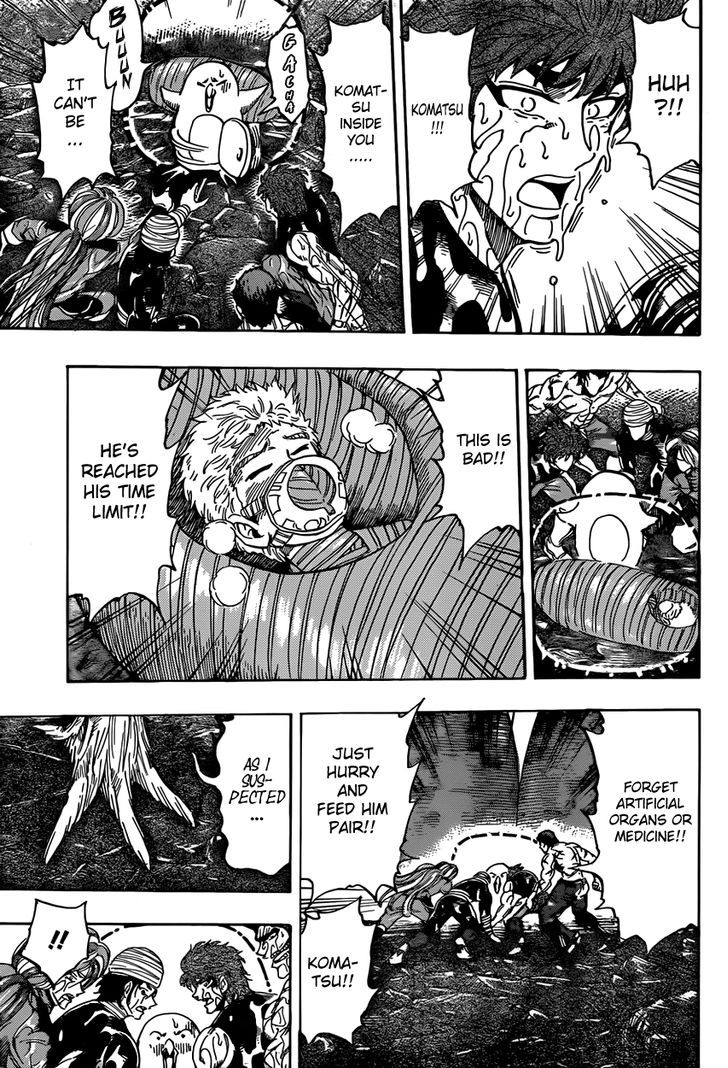 HUH
?!!
KOMATSU
!!!
KOMAT-
SU INSIDE
YOU
.....
GACHA
BUUUN
IT
CAN'T
BE
...
THIS IS
BAD!!
HE'S
REACHED
HIS TIME
LIMIT!!
FORGET
ARTIFICIAL
ORGANS OR
MEDICINE!!
JUST
HURRY
AND
FEED HIM
PAIR!!
KOMA-
TSU!!
AS I
SUS-
PECTED
...
!!